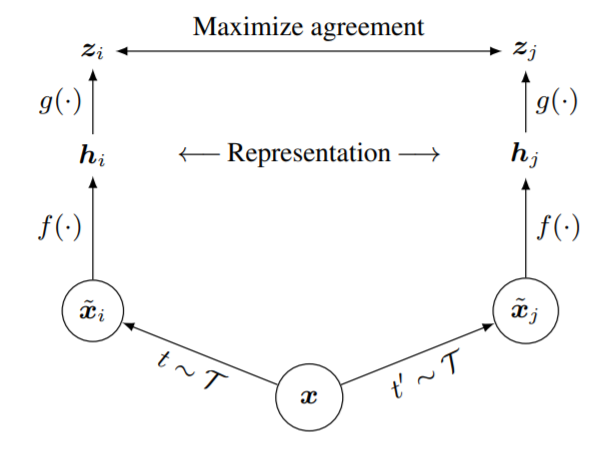 Maximize agreement
z_i z_j
g(·) g(·)
h_i ⟵ Representation ⟶ h_j
f(·) f(·)
x̃_i x̃_j
t ~ 𝒯 t' ~ 𝒯
x